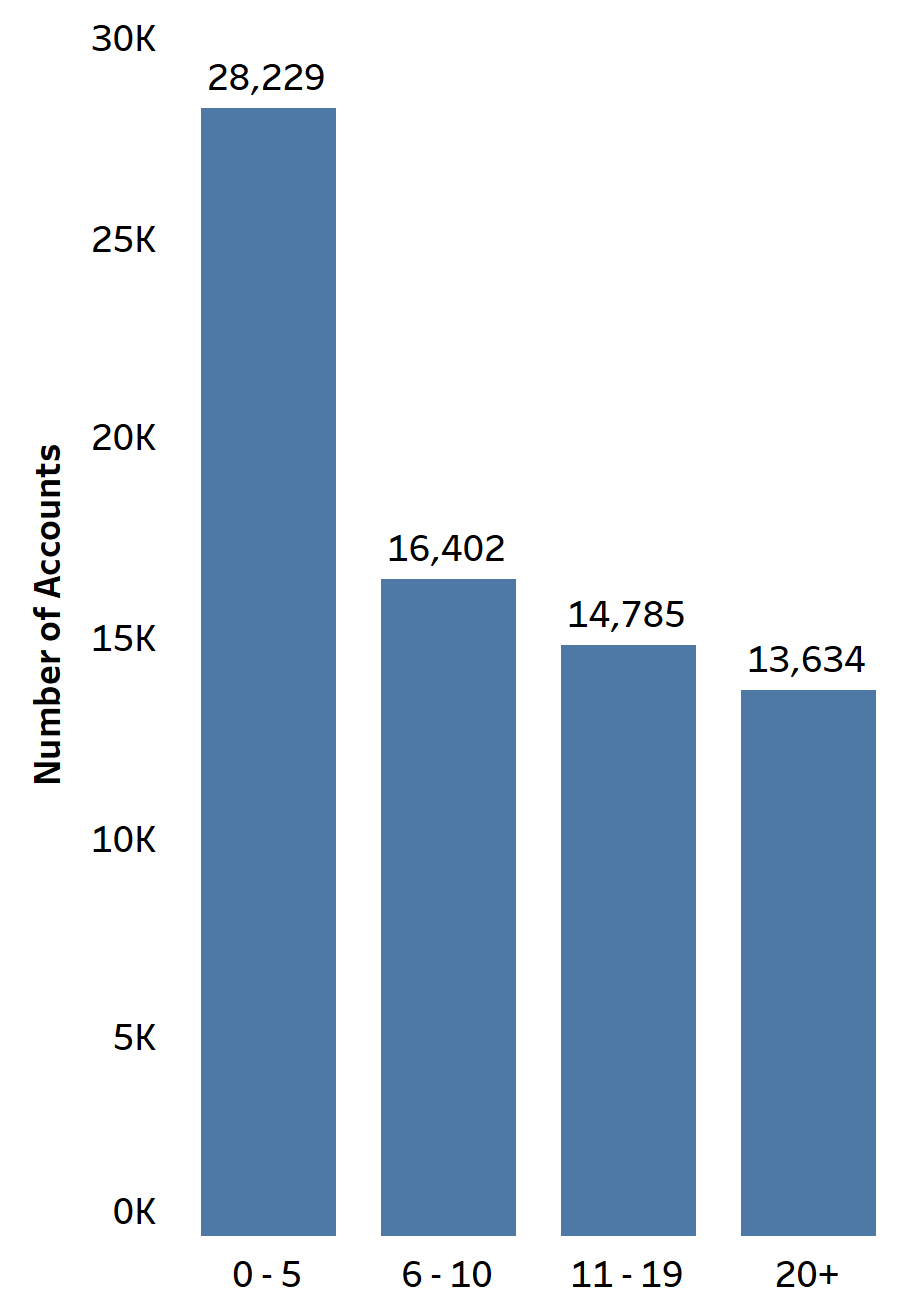 30K
28,229
25K
20K
Number of Accounts
16,402
15K
14,785
13,634
10K
5K
0K
0 - 5
6 - 10
11 - 19
20+